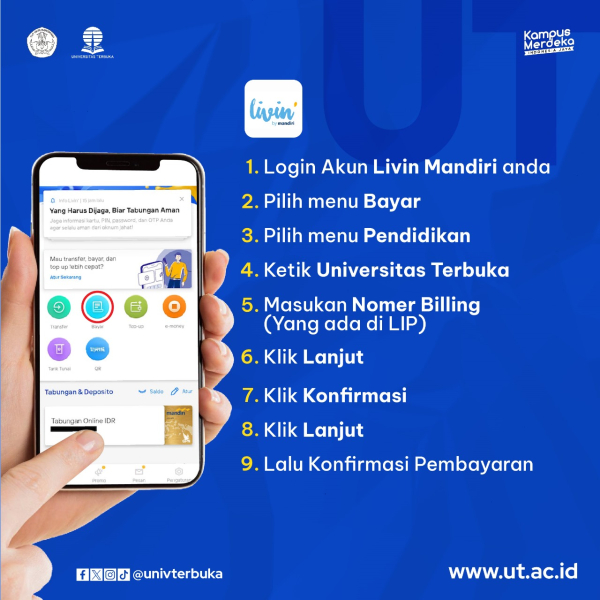 UNIVERSITAS TERBUKA
Kampus
Merdeka
INDONESIA JAYA
UT
livin'
by mandiri
1. Login Akun Livin Mandiri anda
2. Pilih menu Bayar
3. Pilih menu Pendidikan
4. Ketik Universitas Terbuka
5. Masukan Nomer Billing
(Yang ada di LIP)
6. Klik Lanjut
7. Klik Konfirmasi
8. Klik Lanjut
9. Lalu Konfirmasi Pembayaran
Yang Harus Dijaga, Biar Tabungan Aman
Jaga informasi kartu, PIN, password, dan OTP Anda
agar selalu aman dari oknum jahat!
Mau transfer, bayar, dan
top up lebih cepat?
Atur Sekarang
Transfer
Bayar
Top-up
e-money
Tarik Tunai
QR
Tabungan & Deposito
Saldo
Atur
Tabungan Online IDR
mandiri
Promo
Pesan
@univterbuka
www.ut.ac.id